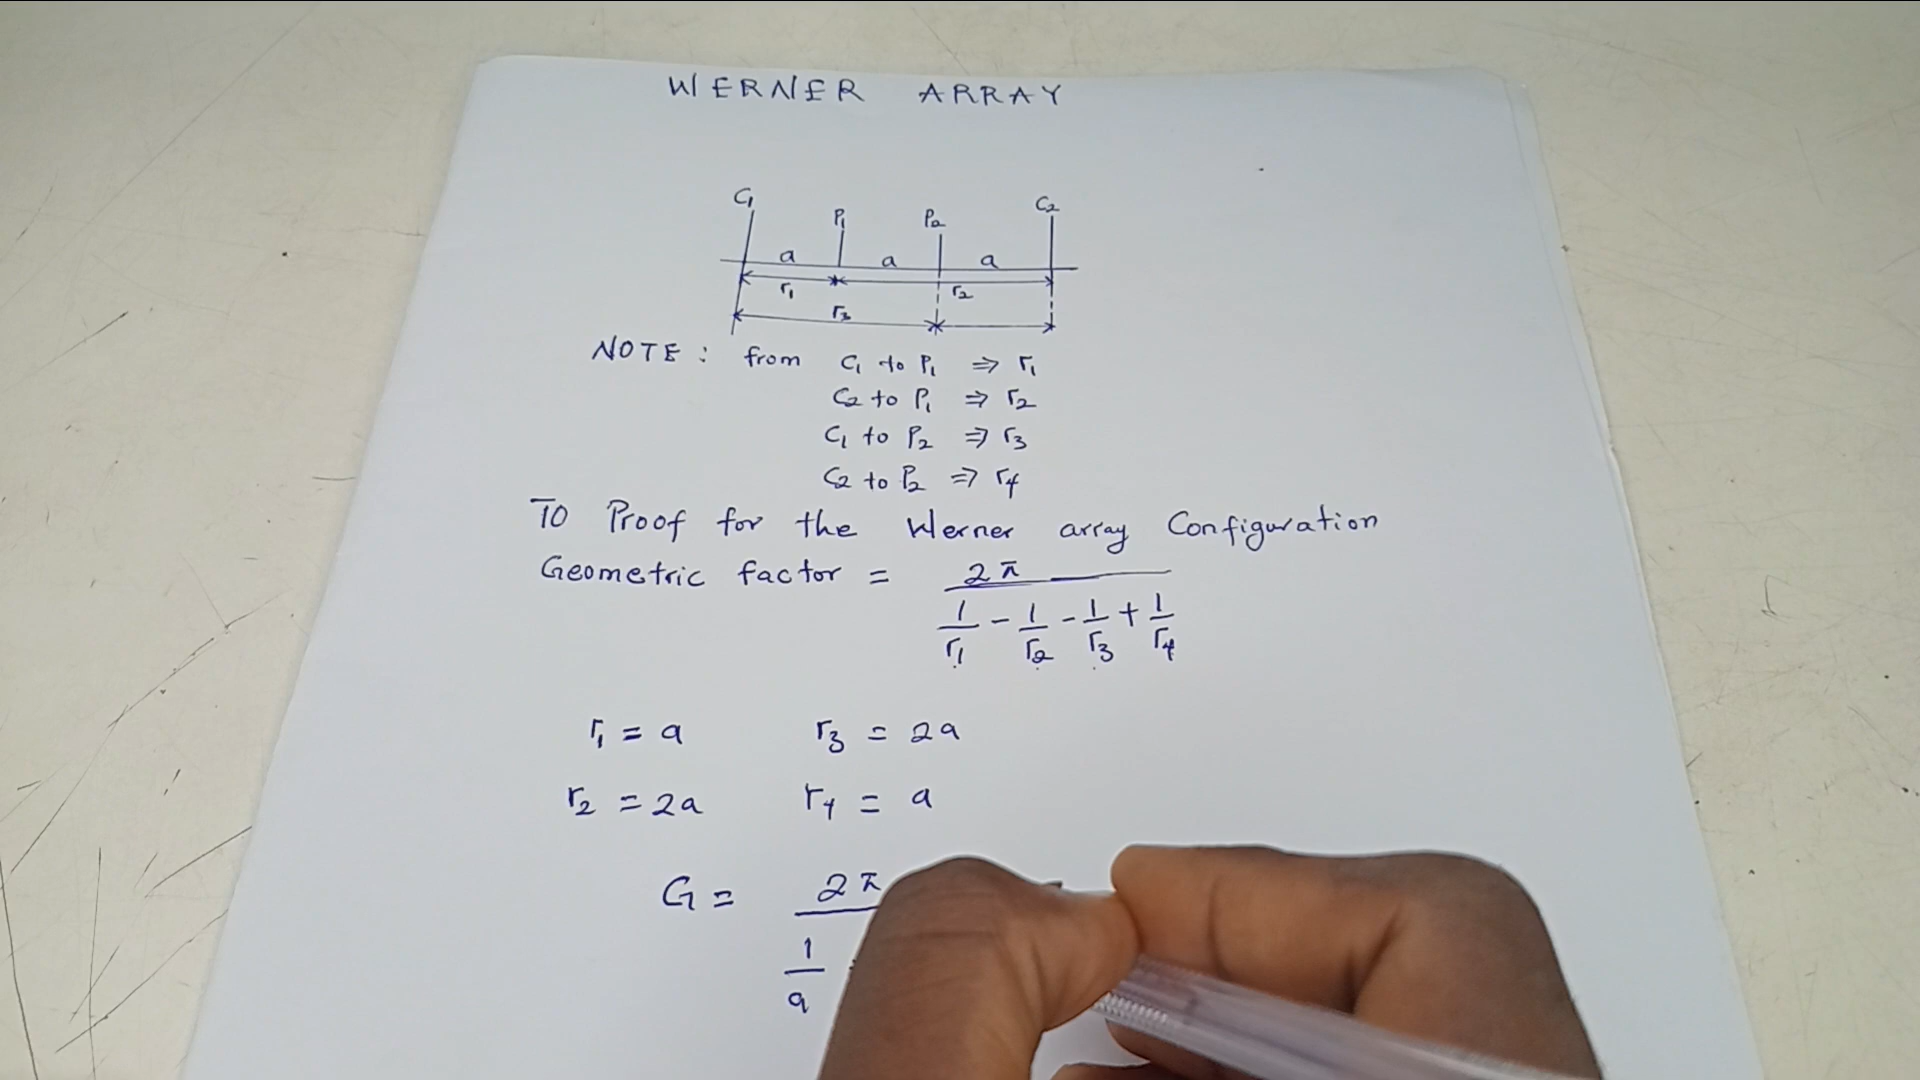 WERNER ARRAY
C1 P1 P2 C2
a a a
r1 r2
r3
NOTE: from C1 to P1 ⇒ r1
C2 to P1 ⇒ r2
C1 to P2 ⇒ r3
C2 to P2 ⇒ r4
To Proof for the Werner array Configuration
Geometric factor = 2π
1/r1 - 1/r2 - 1/r3 + 1/r4
r1 = a r3 = 2a
r2 = 2a r4 = a
G = 2π
1/a